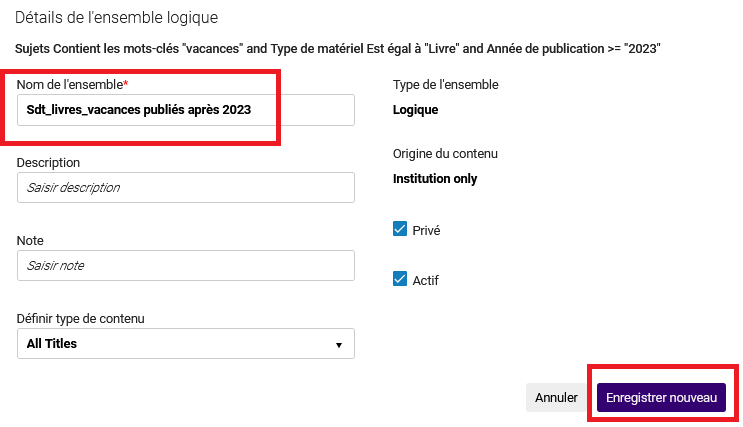 Détails de l'ensemble logique
Sujets Contient les mots-clés "vacances" and Type de matériel Est égal à "Livre" and Année de publication >= "2023"
Nom de l'ensemble*
Sdt_livres_vacances publiés après 2023
Type de l'ensemble
Logique
Origine du contenu
Institution only
Description
Saisir description
Privé
Note
Saisir note
Actif
Définir type de contenu
All Titles
Annuler
Enregistrer nouveau